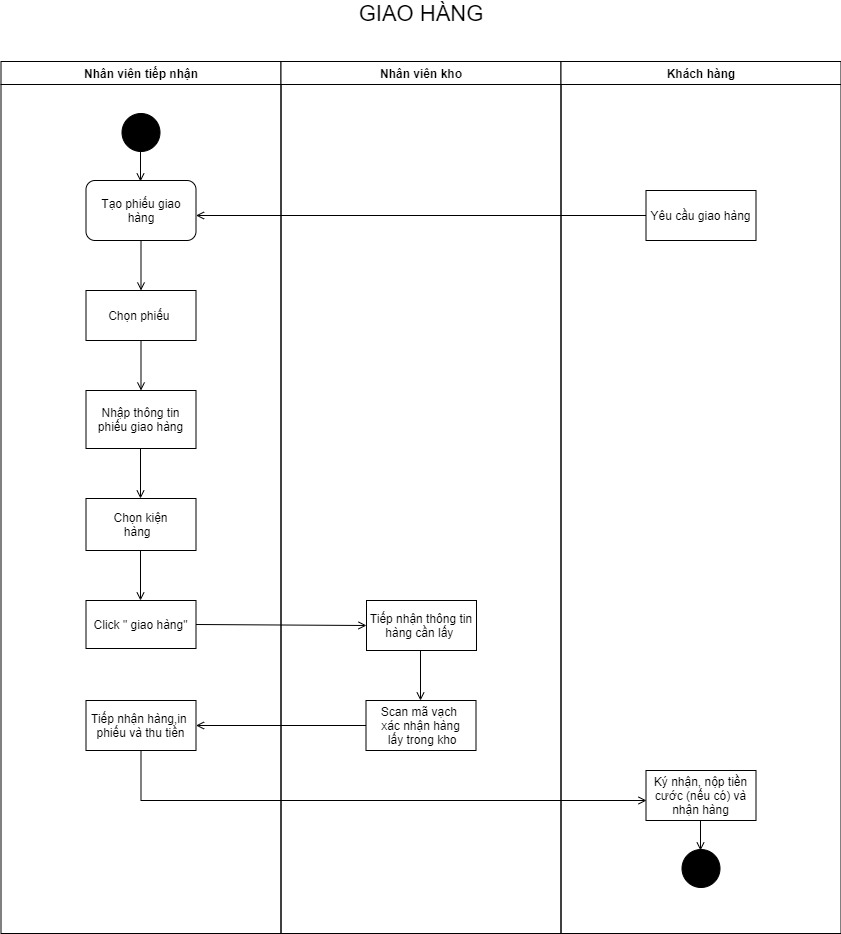 GIAO HÀNG
Nhân viên tiếp nhận
Nhân viên kho
Khách hàng
Tạo phiếu giao
hàng
Yêu cầu giao hàng
Chọn phiếu
Nhập thông tin
phiếu giao hàng
Chọn kiện
hàng
Click " giao hàng"
Tiếp nhận thông tin
hàng cần lấy
Tiếp nhận hàng,in
phiếu và thu tiền
Scan mã vạch
xác nhận hàng
lấy trong kho
Ký nhận, nộp tiền
cước (nếu có) và
nhận hàng